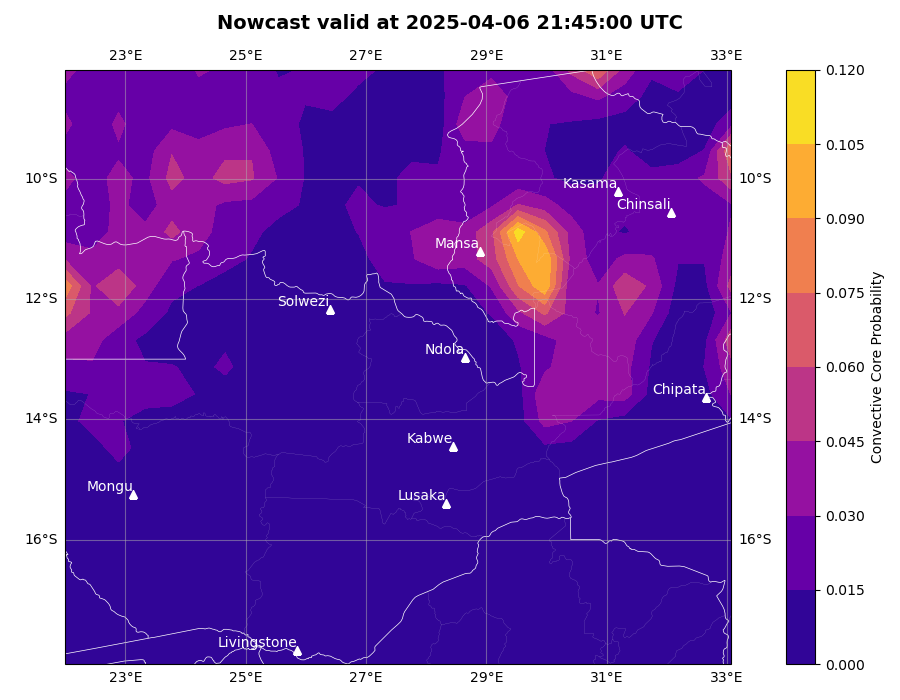 Nowcast valid at 2025-04-06 21:45:00 UTC
23°E 25°E 27°E 29°E 31°E 33°E
0.120
0.105
10°S 10°S
Kasama
Chinsali
0.090
Mansa
0.075
12°S 12°S
Solwezi
Ndola
0.060
Chipata
14°S 14°S
0.045
Kabwe
Mongu
Lusaka
0.030
16°S 16°S
0.015
Livingstone
0.000
23°E 25°E 27°E 29°E 31°E 33°E
Convective Core Probability